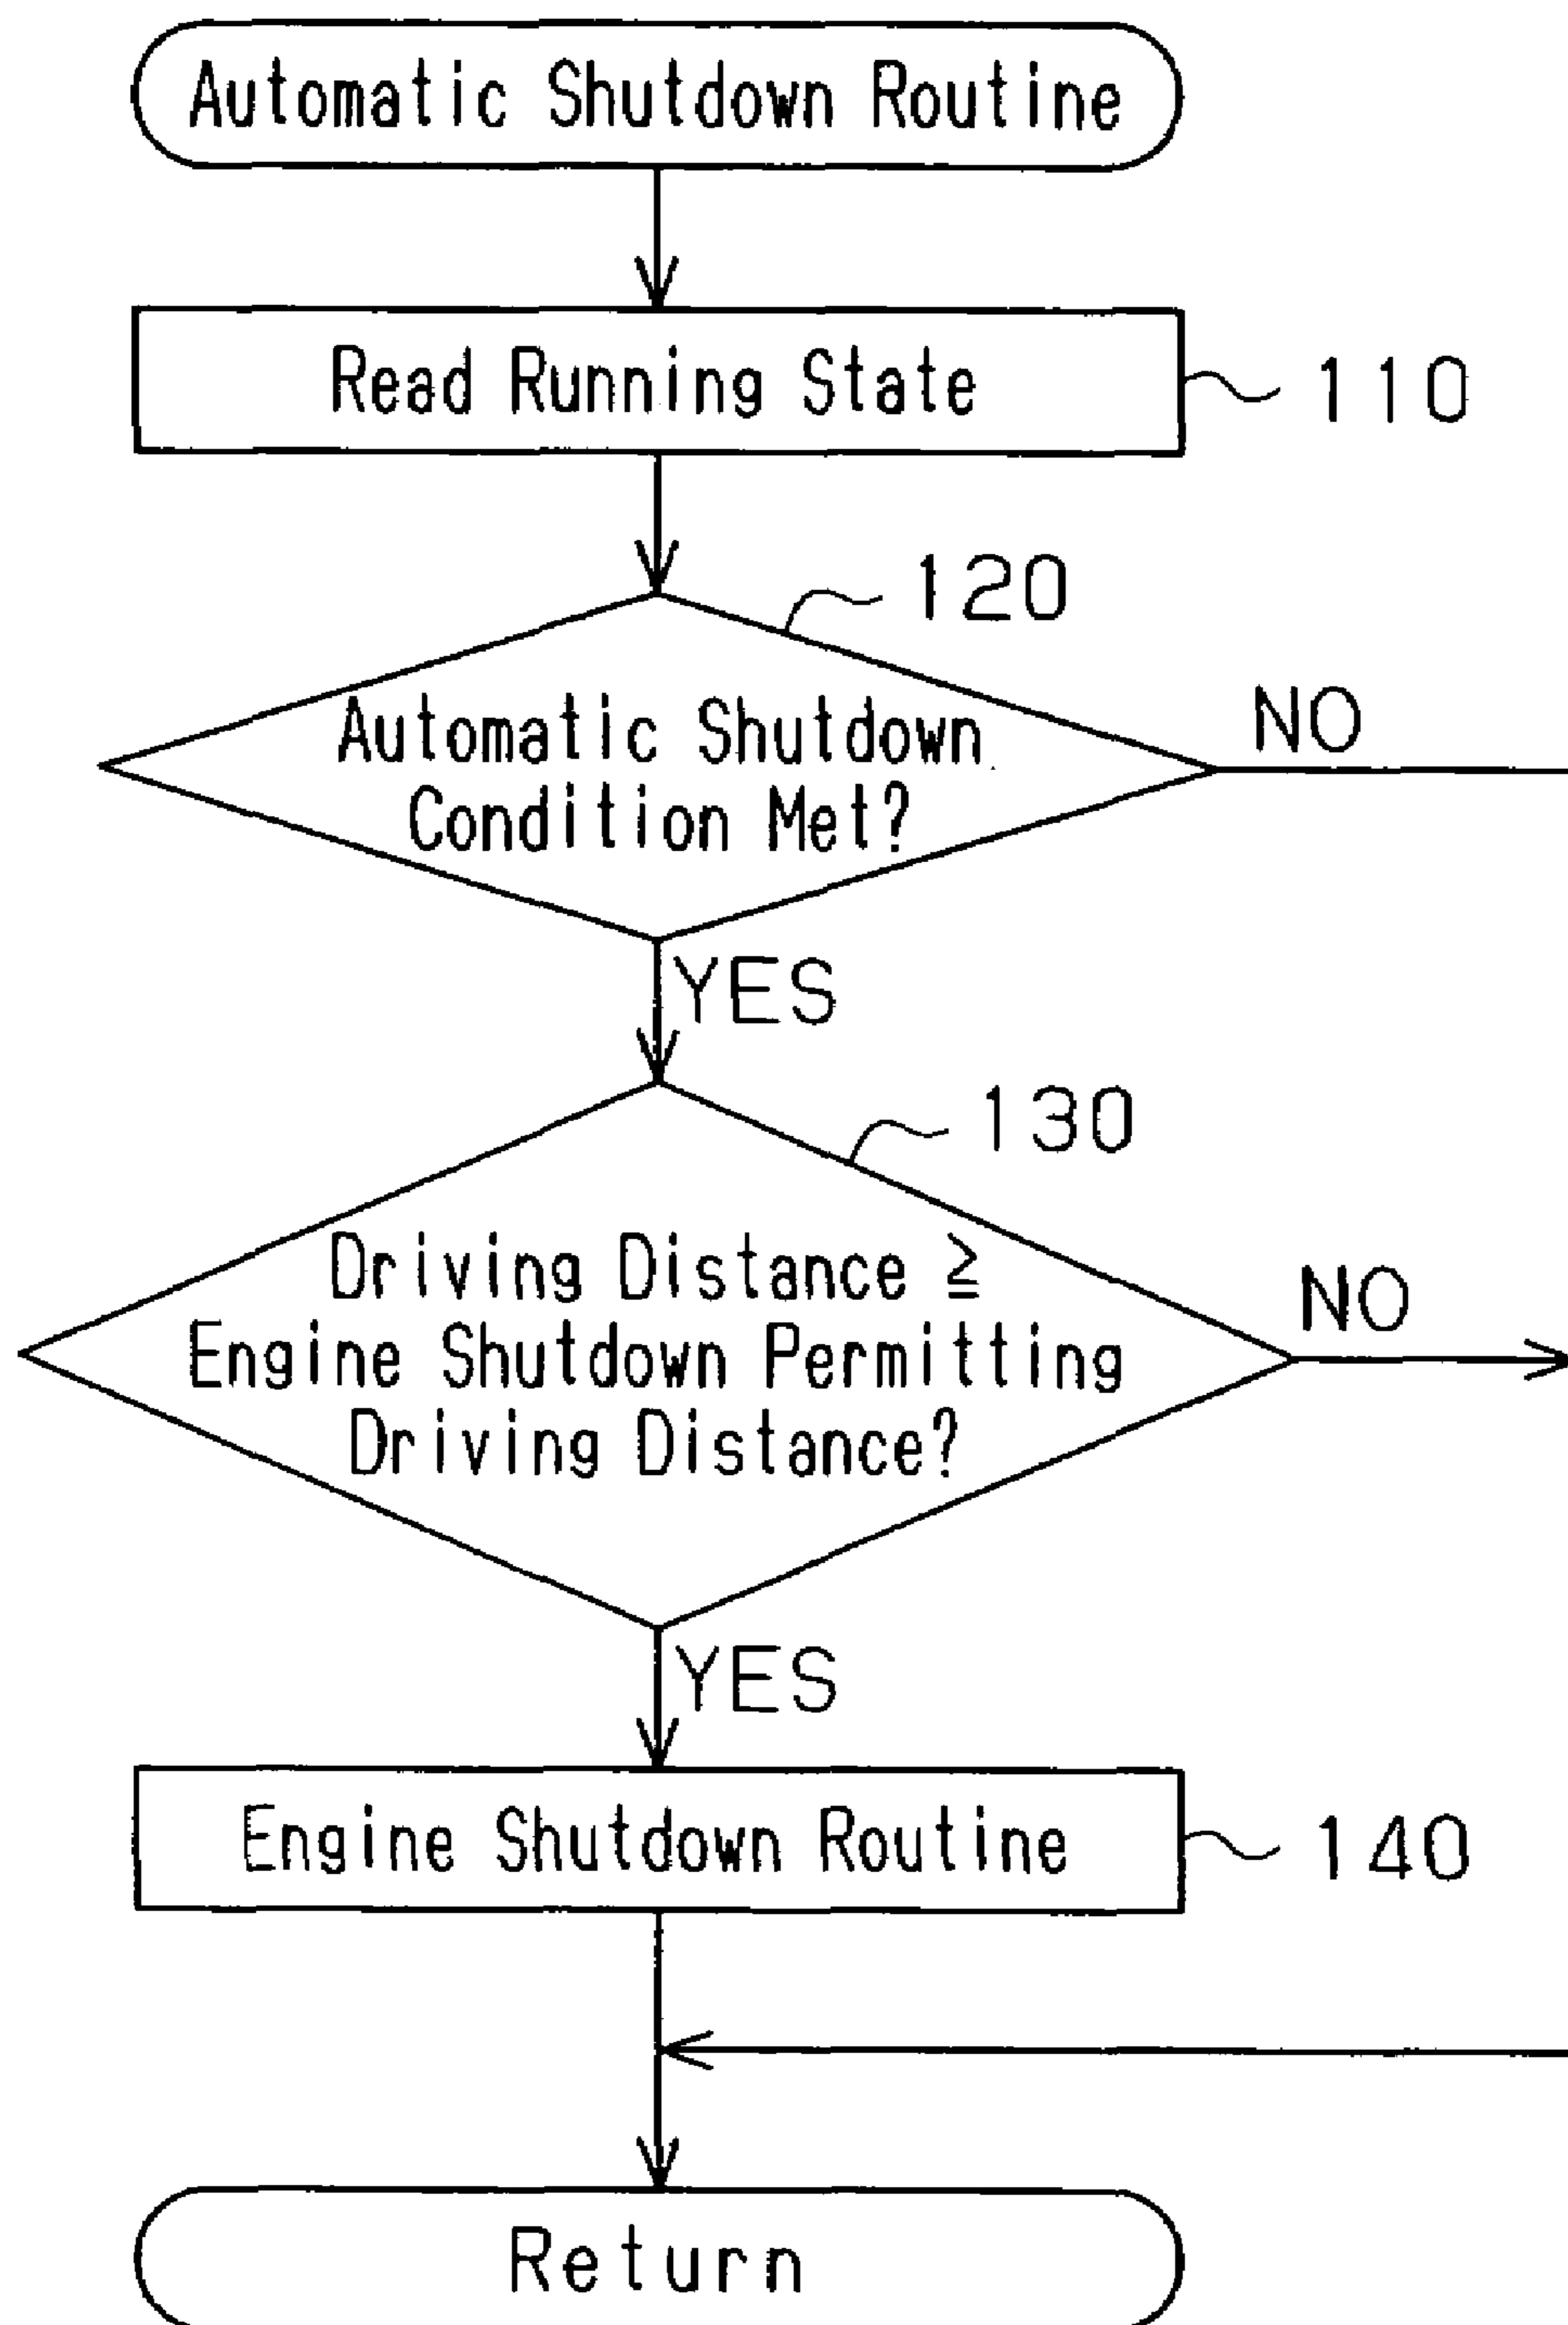 Automatic Shutdown Routine
Read Running State
110
120
Automatic Shutdown
Condition Met?
NO
YES
130
Driving Distance ≧
Engine Shutdown Permitting
Driving Distance?
NO
YES
Engine Shutdown Routine
140
Return